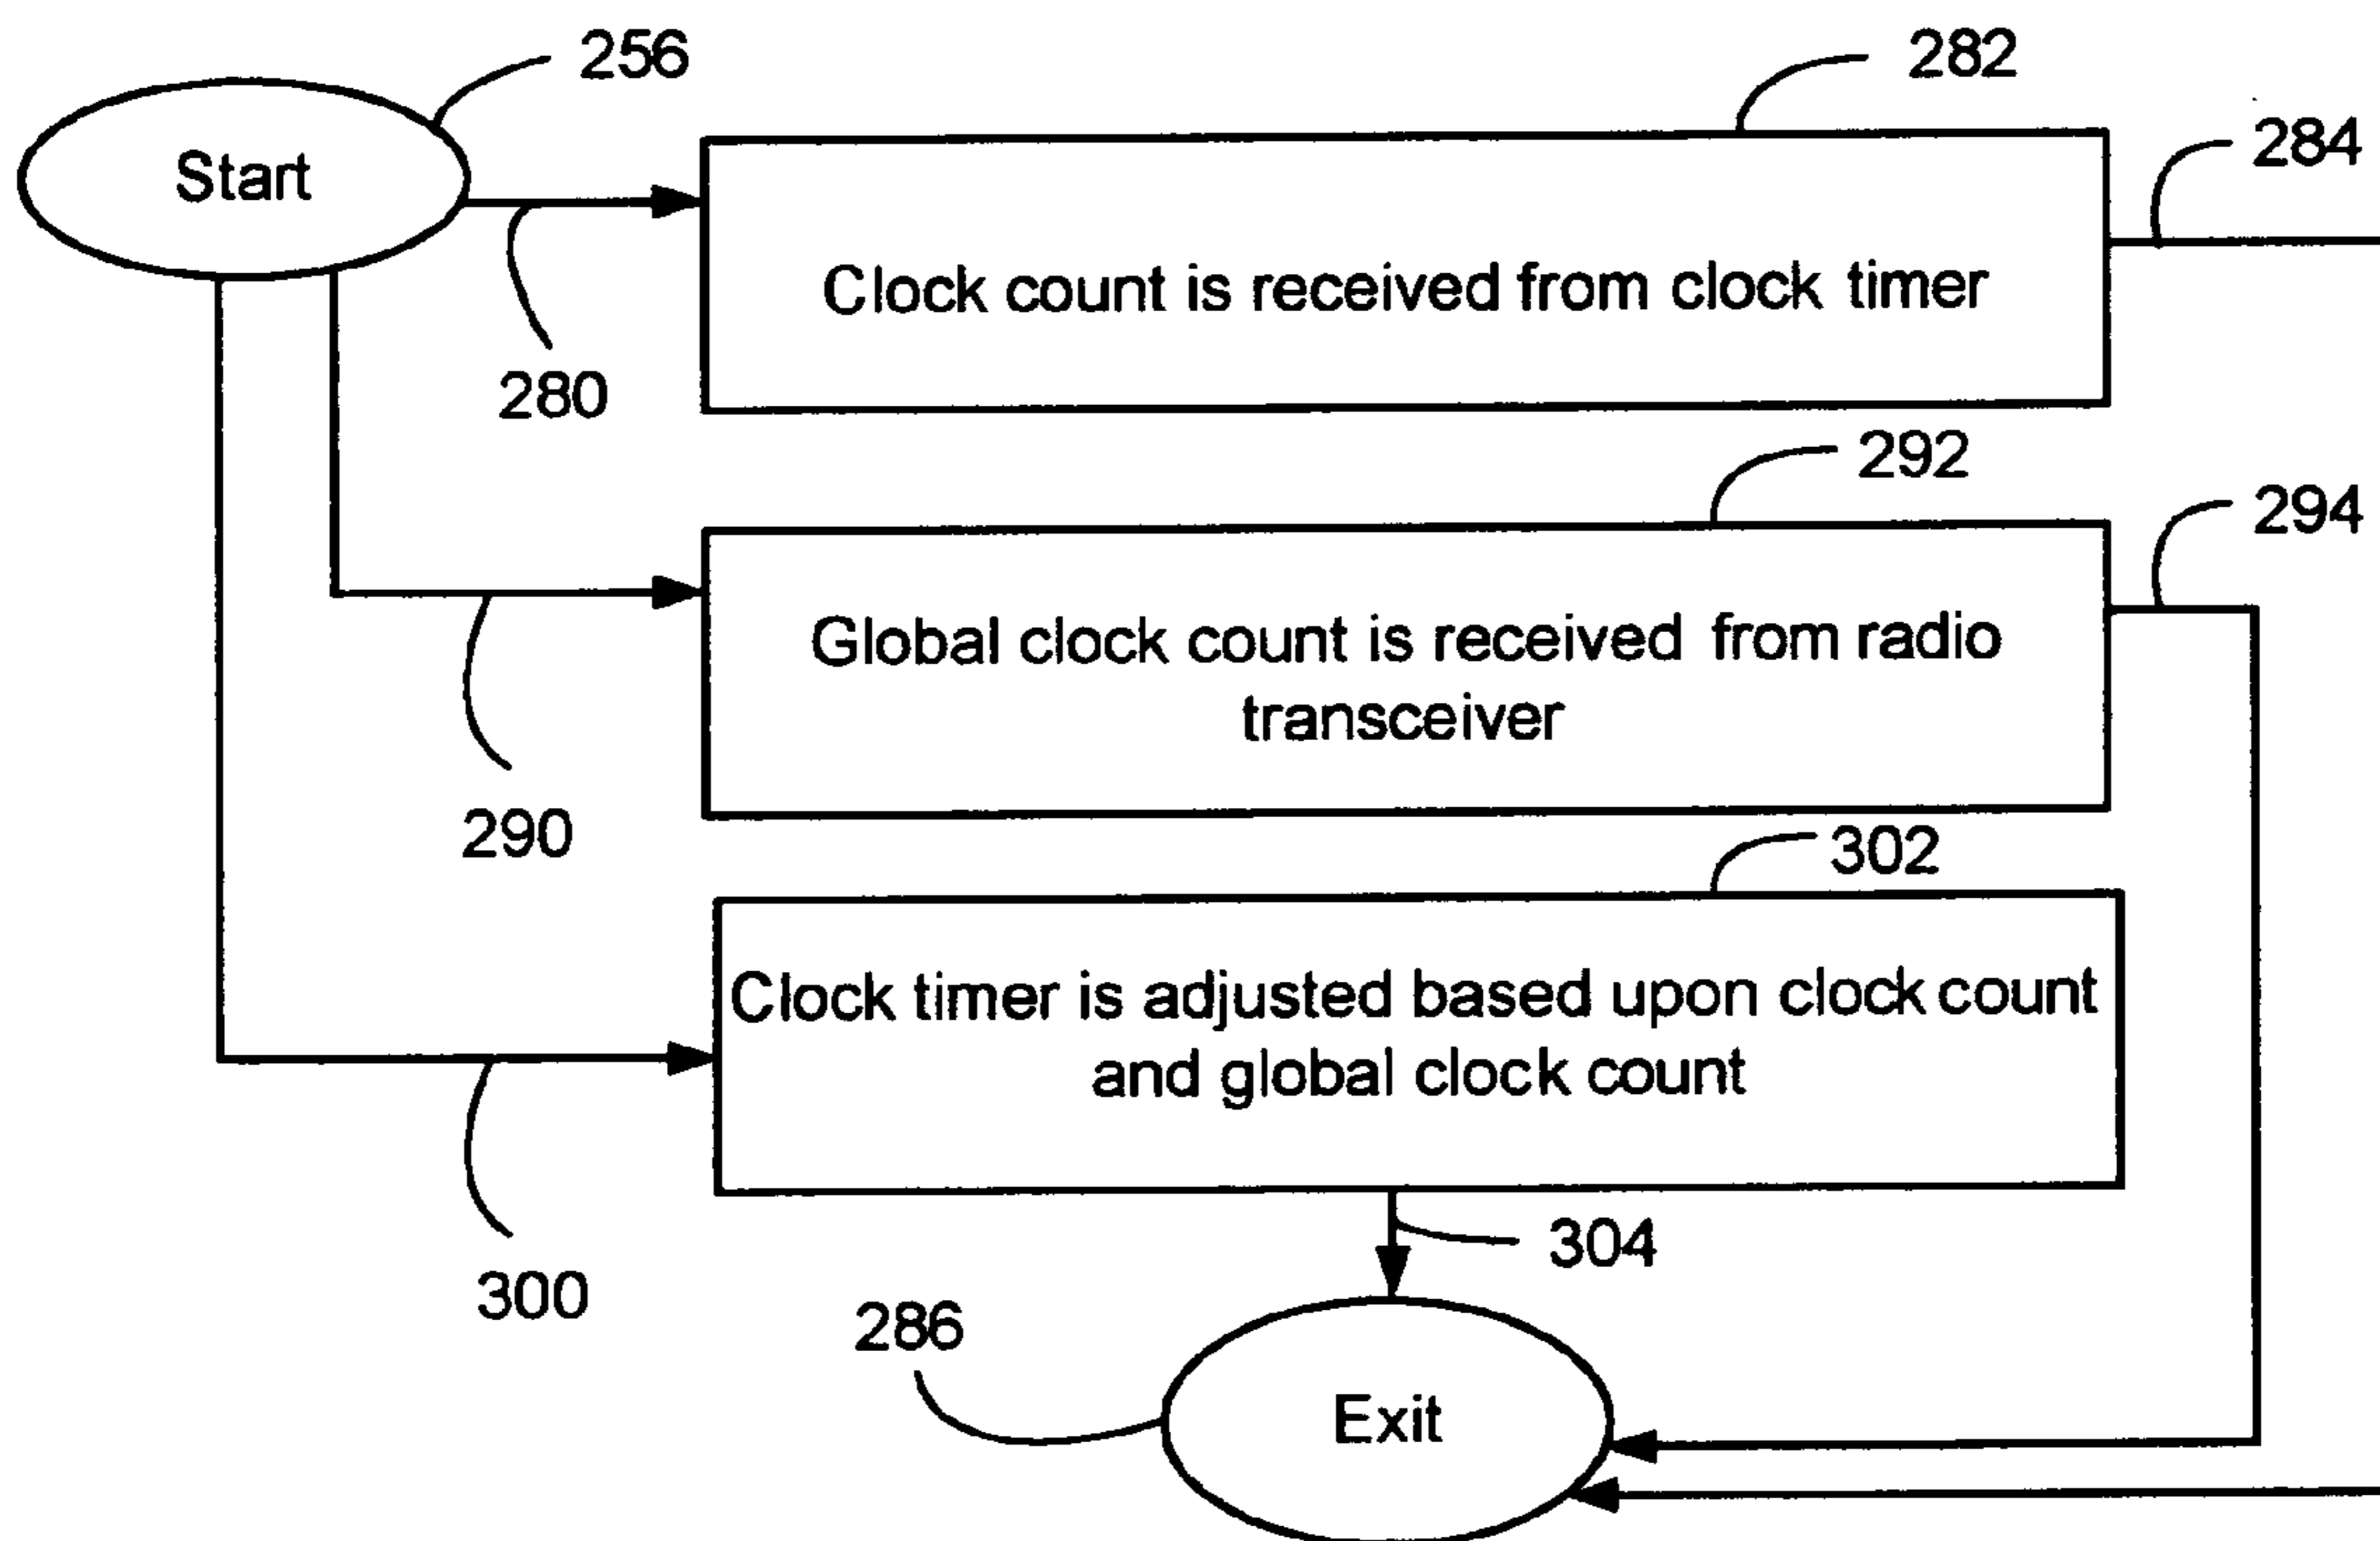 256
282
284
Start
Clock count is received from clock timer
280
292
294
Global clock count is received from radio
transceiver
290
302
Clock timer is adjusted based upon clock count
and global clock count
304
300
286
Exit